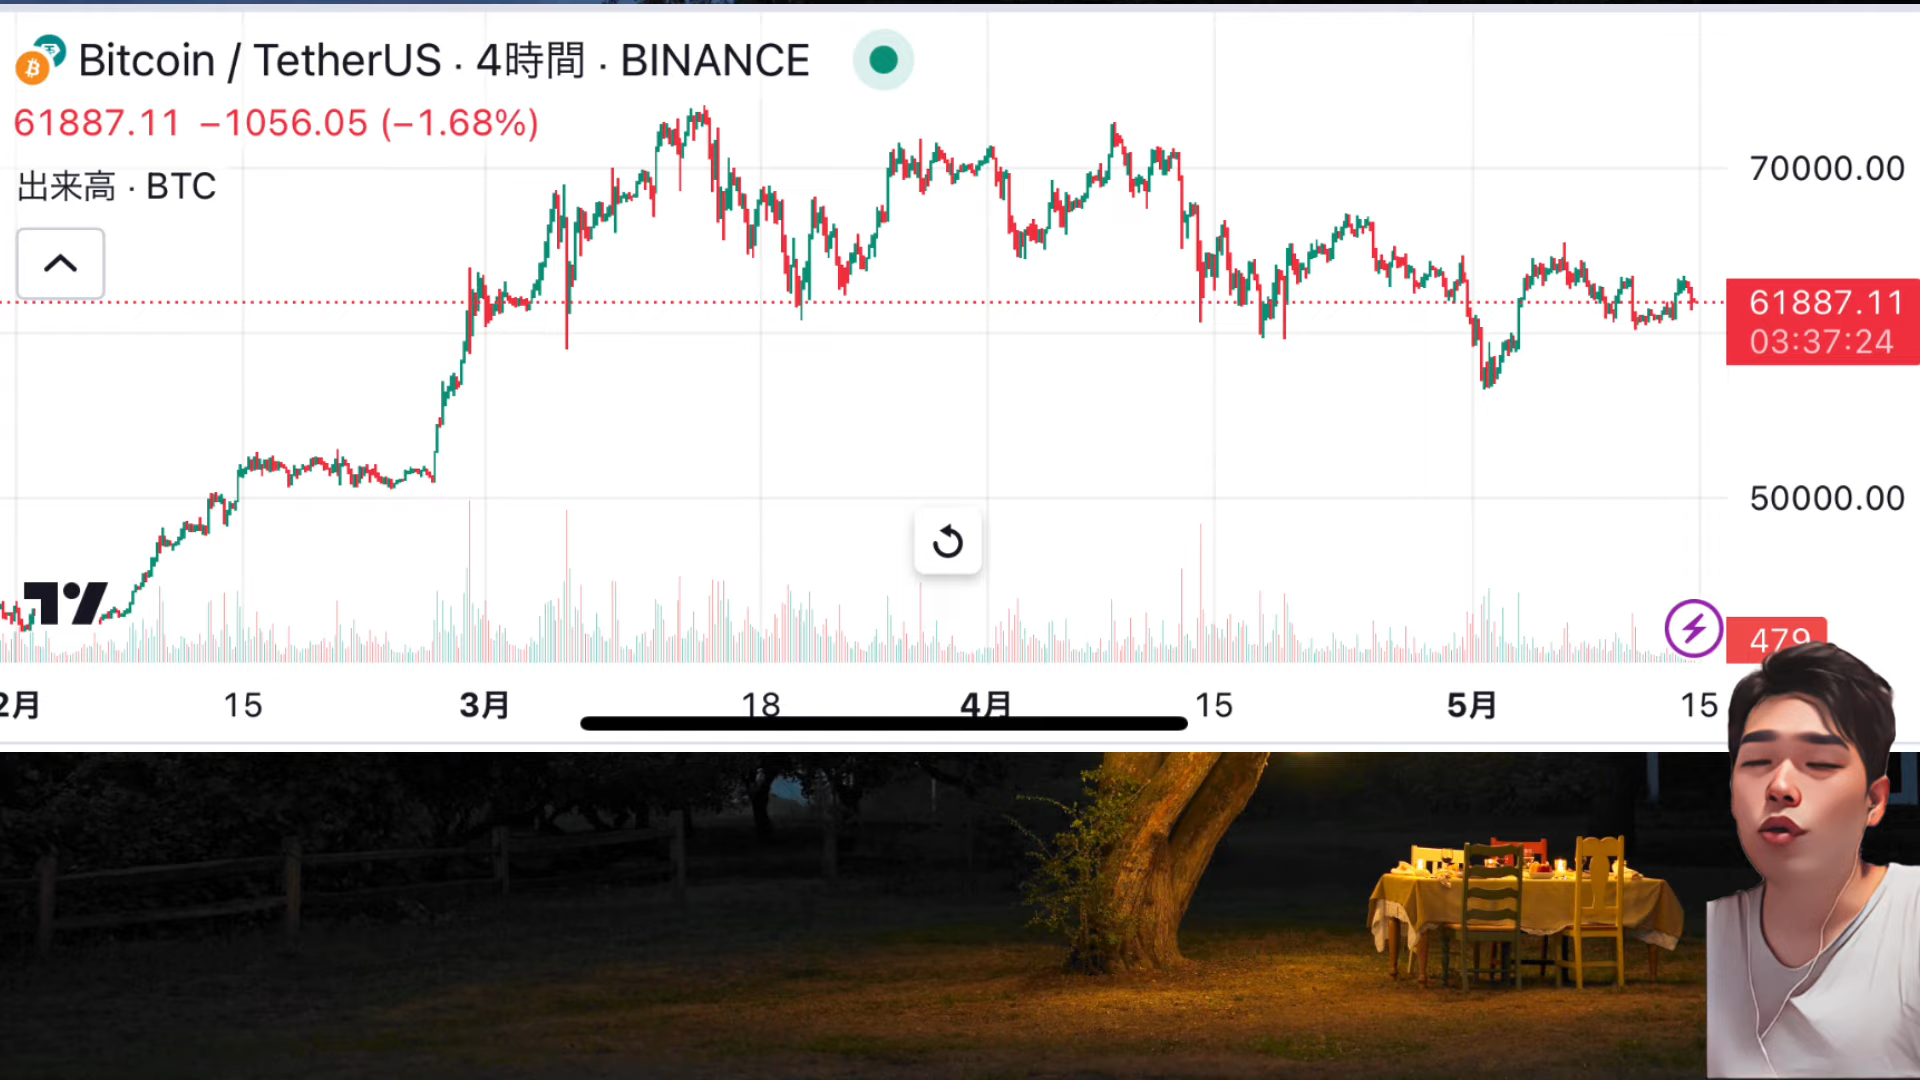 Bitcoin / TetherUS · 4時間 · BINANCE
61887.11 −1056.05 (−1.68%)
出来高 · BTC
70000.00
61887.11
03:37:24
50000.00
479
2月 15 3月 18 4月 15 5月 15